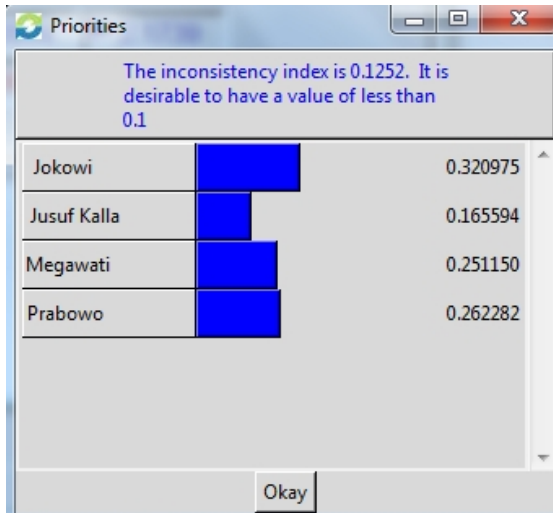 Priorities
The inconsistency index is 0.1252. It is
desirable to have a value of less than
0.1
Jokowi 0.320975
Jusuf Kalla 0.165594
Megawati 0.251150
Prabowo 0.262282
Okay